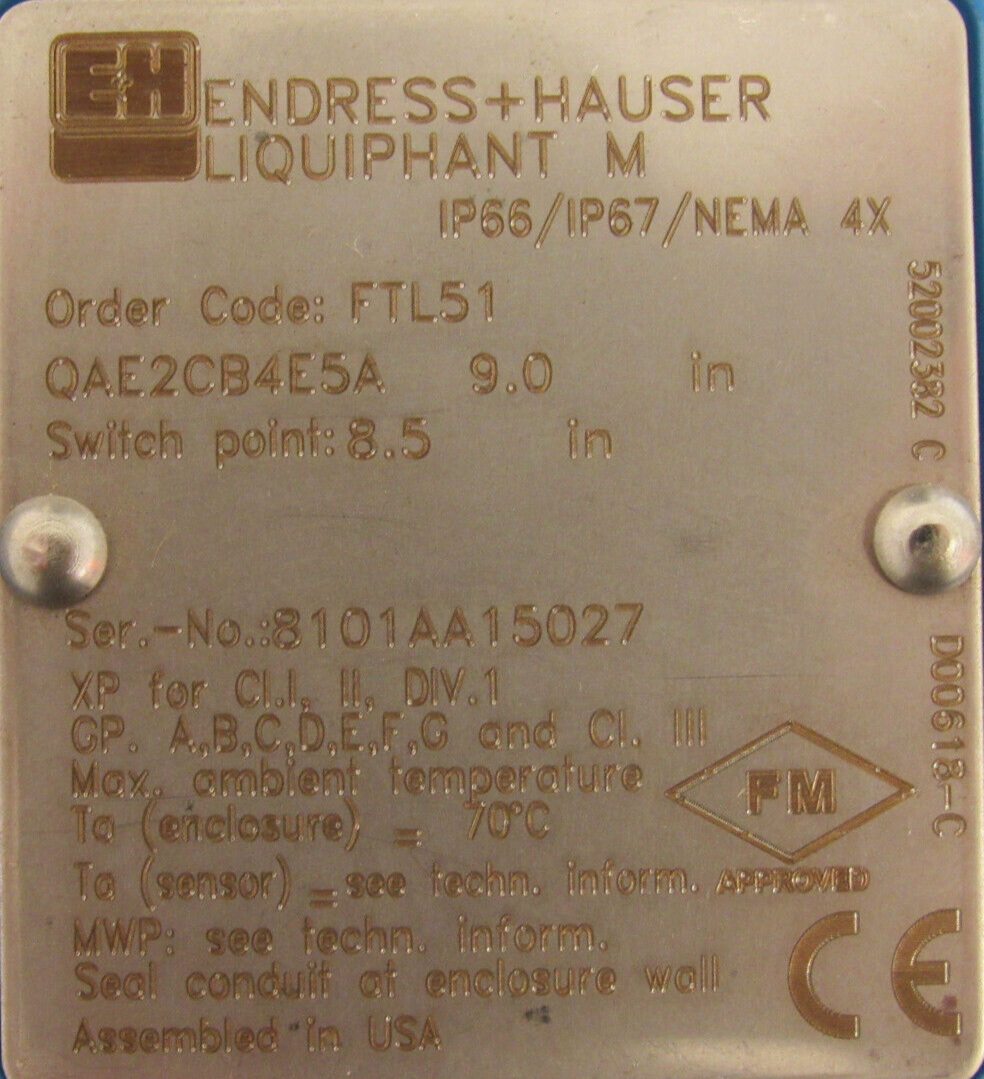 E+H
ENDRESS+HAUSER
LIQUIPHANT M
IP66/IP67/NEMA 4X
Order Code: FTL51
QAE2CB4E5A 9.0 in
Switch point: 8.5 in
52002382 C
Ser.-No.:8101AA15027
XP for Cl.I, II, DIV.1
GP. A,B,C,D,E,F,G and Cl. III
Max. ambient temperature
Ta (enclosure) = 70°C
Ta (sensor) = see techn. inform.
MWP: see techn. inform.
Seal conduit at enclosure wall
Assembled in USA
FM
APPROVED
CE
D00618-C